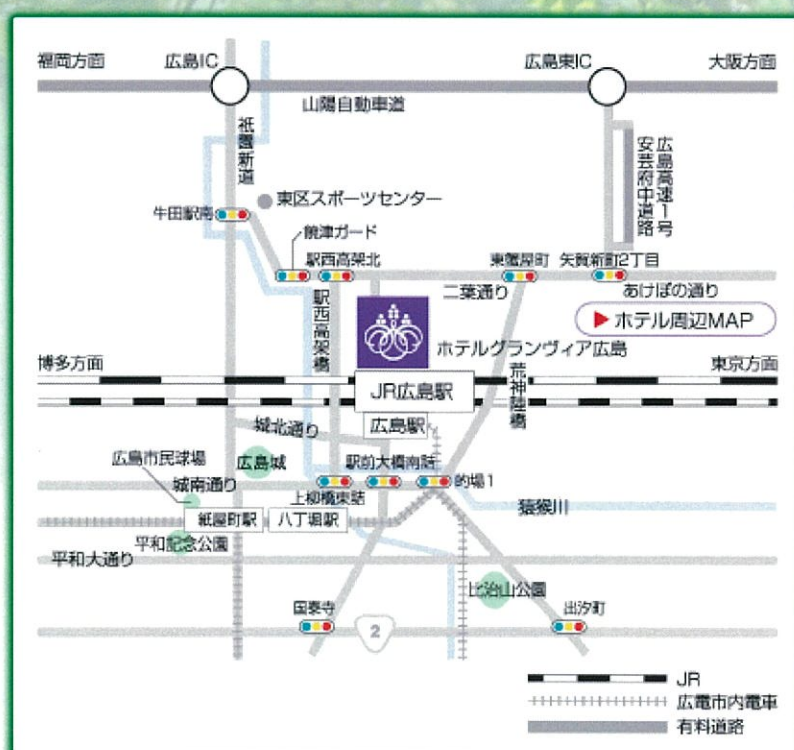 福岡方面
広島IC
広島東IC
大阪方面
山陽自動車道
祇園新道
広島高速1号
安芸府中道路
東区スポーツセンター
牛田駅南
饒津ガード
駅西高架北
東蟹屋町
矢賀新町2丁目
二葉通り
あけぼの通り
駅西高架橋
▶ホテル周辺MAP
ホテルグランヴィア広島
博多方面
東京方面
荒神陸橋
JR広島駅
広島駅
城北通り
広島市民球場
広島城
駅前大橋南詰
城南通り
的場1
上柳橋東詰
猿猴川
紙屋町駅
八丁堀駅
平和記念公園
平和大通り
比治山公園
国泰寺
2
出汐町
JR
広電市内電車
有料道路